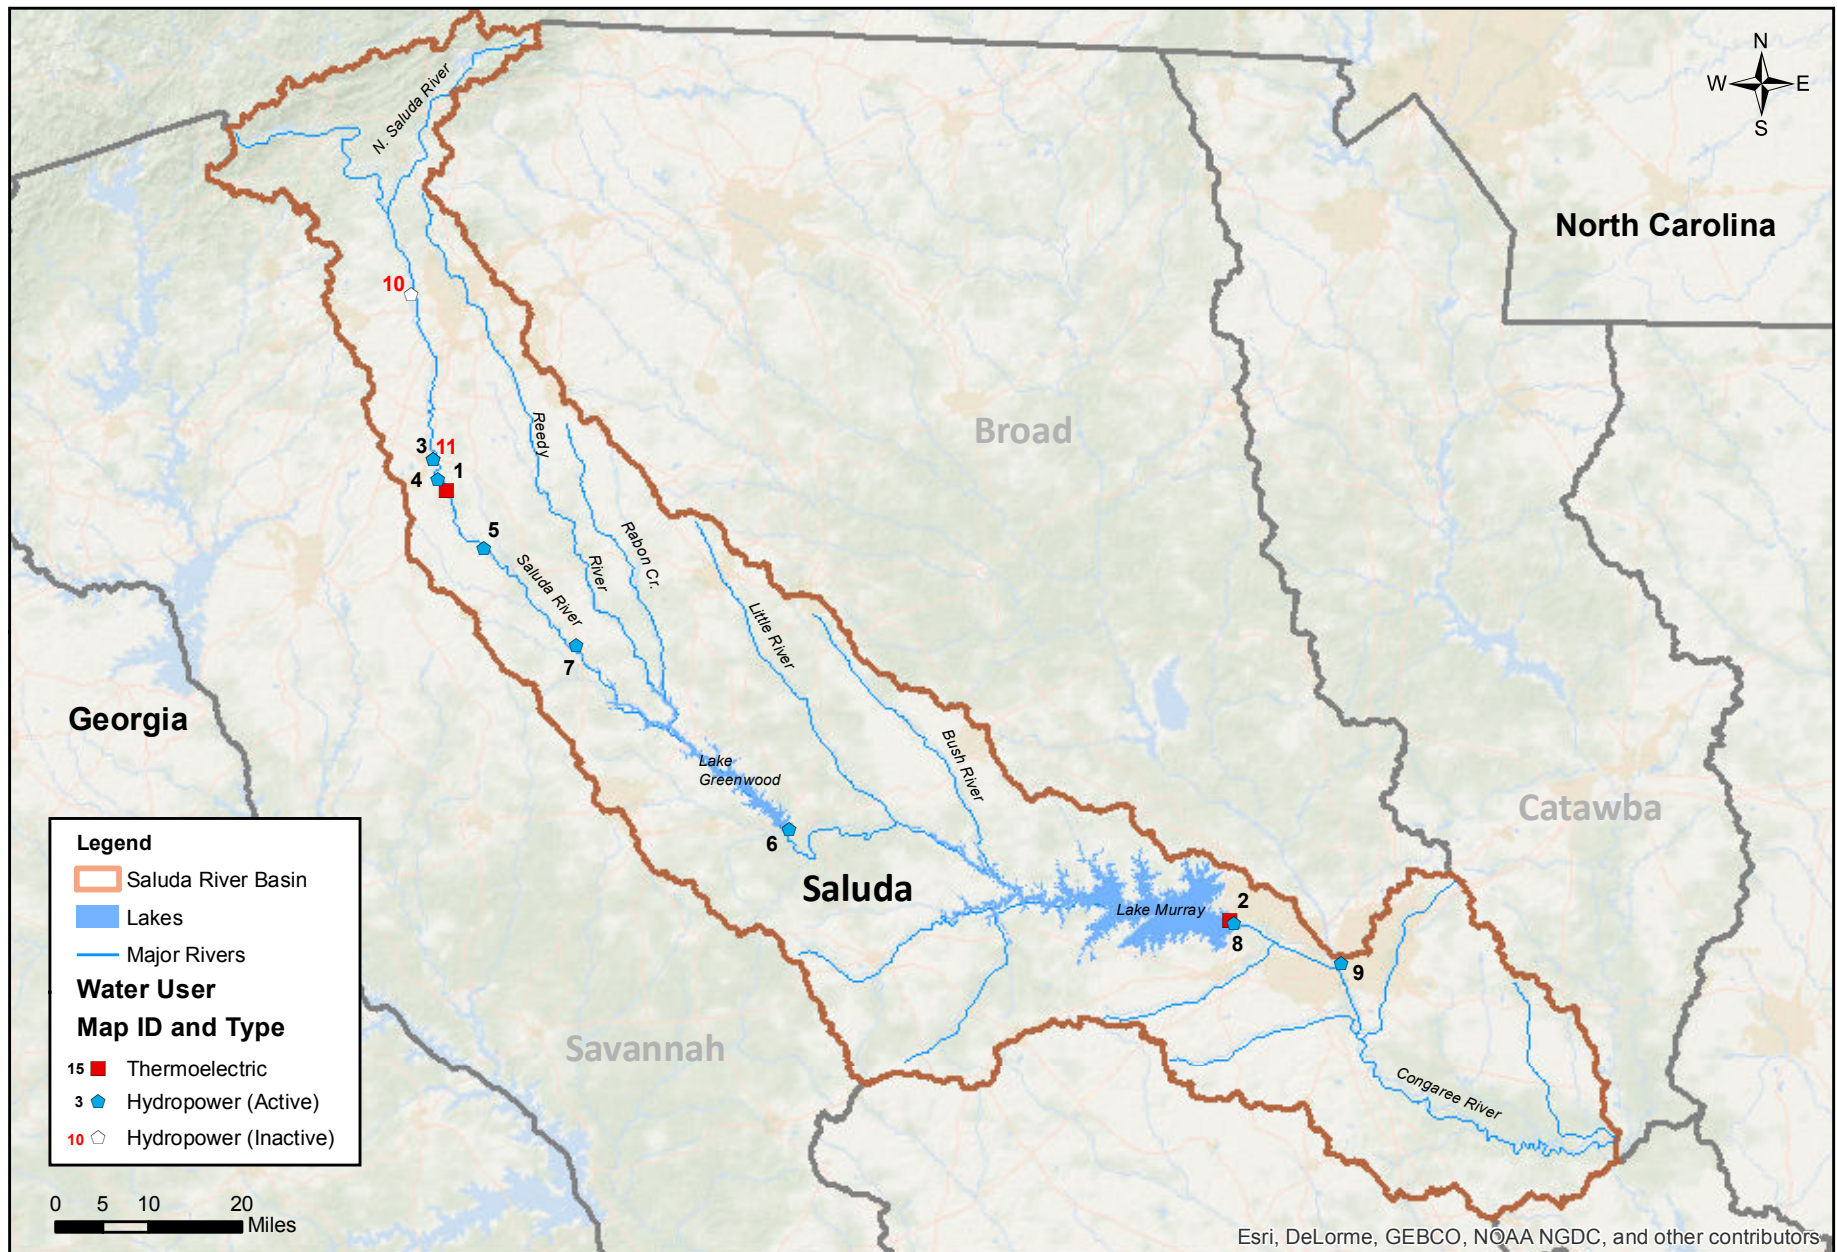 N
W E
S
N. Saluda River
North Carolina
10
Broad
Reedy
River
3 11
4 1
5
Rabon Cr.
Saluda River
Little River
7
Georgia
Bush River
Lake
Greenwood
Catawba
6
Saluda
Lake Murray
2
8
9
Savannah
Congaree River
Legend
Saluda River Basin
Lakes
Major Rivers
Water User
Map ID and Type
15 Thermoelectric
3 Hydropower (Active)
10 Hydropower (Inactive)
0 5 10 20
Miles
Esri, DeLorme, GEBCO, NOAA NGDC, and other contributors